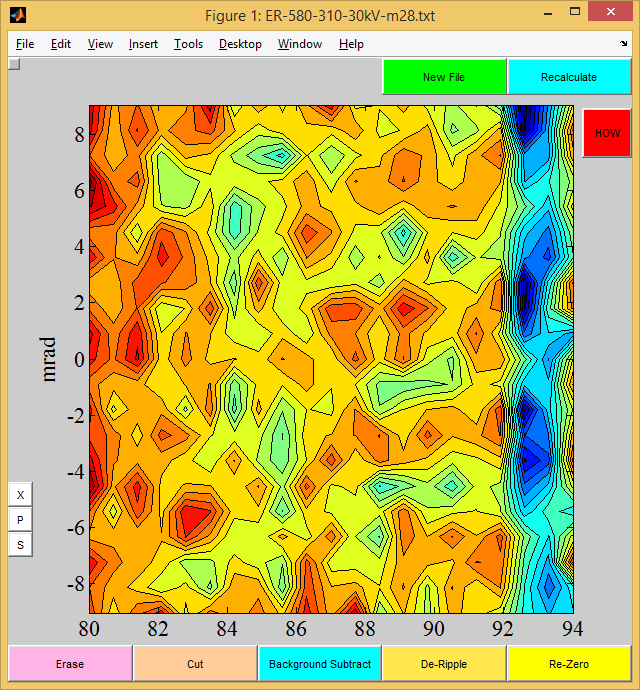 Figure 1: ER-580-310-30kV-m28.txt
File Edit View Insert Tools Desktop Window Help
New File Recalculate
HOW
8
6
4
2
mrad
0
-2
-4
X
P
-6
S
-8
80 82 84 86 88 90 92 94
Erase Cut Background Subtract De-Ripple Re-Zero